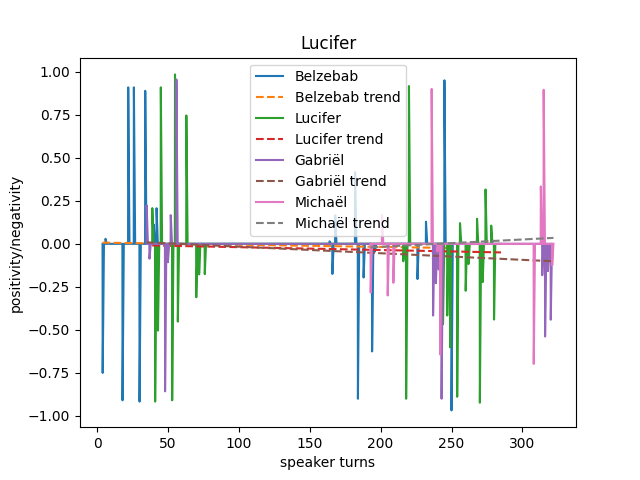 Lucifer
1.00
0.75
0.50
0.25
0.00
−0.25
−0.50
−0.75
−1.00
positivity/negativity
Belzebab
Belzebab trend
Lucifer
Lucifer trend
Gabriël
Gabriël trend
Michaël
Michaël trend
0 50 100 150 200 250 300
speaker turns